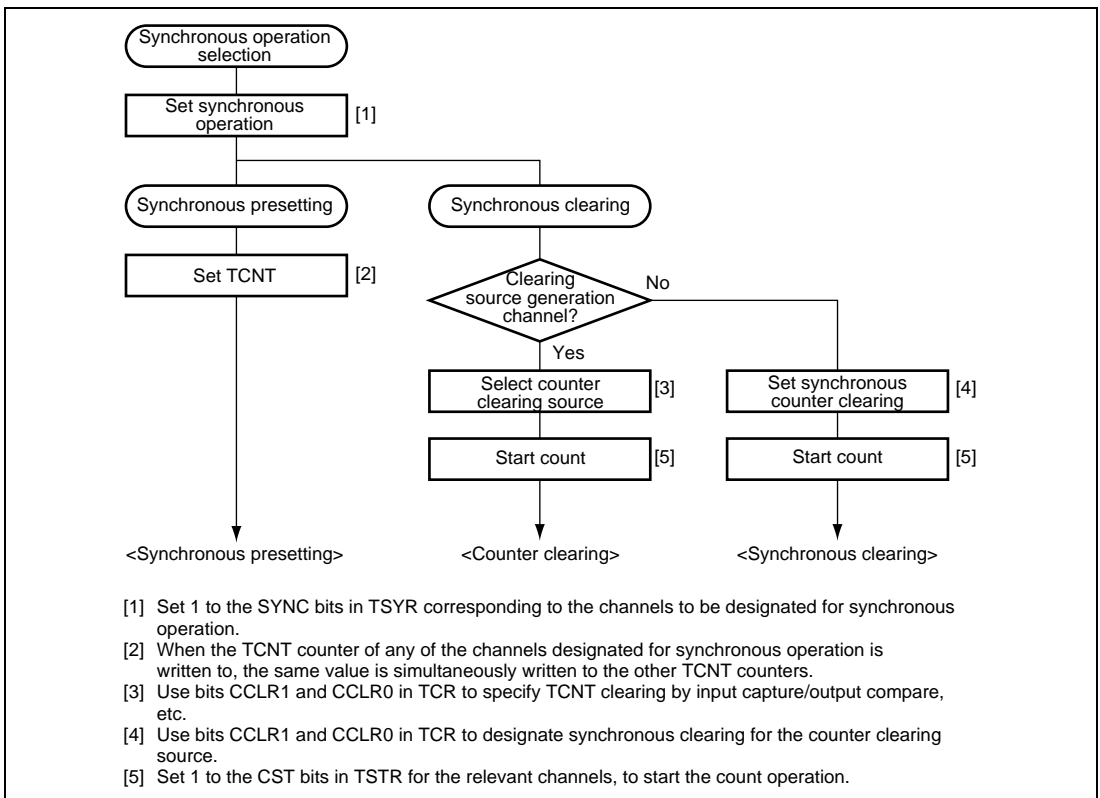 Synchronous operation
selection
Set synchronous
operation
[1]
Synchronous presetting
Synchronous clearing
Set TCNT
[2]
Clearing
source generation
channel?
No
Yes
Select counter
clearing source
[3]
Set synchronous
counter clearing
[4]
Start count
[5]
Start count
[5]
<Synchronous presetting>
<Counter clearing>
<Synchronous clearing>
[1] Set 1 to the SYNC bits in TSYR corresponding to the channels to be designated for synchronous
operation.
[2] When the TCNT counter of any of the channels designated for synchronous operation is
written to, the same value is simultaneously written to the other TCNT counters.
[3] Use bits CCLR1 and CCLR0 in TCR to specify TCNT clearing by input capture/output compare,
etc.
[4] Use bits CCLR1 and CCLR0 in TCR to designate synchronous clearing for the counter clearing
source.
[5] Set 1 to the CST bits in TSTR for the relevant channels, to start the count operation.